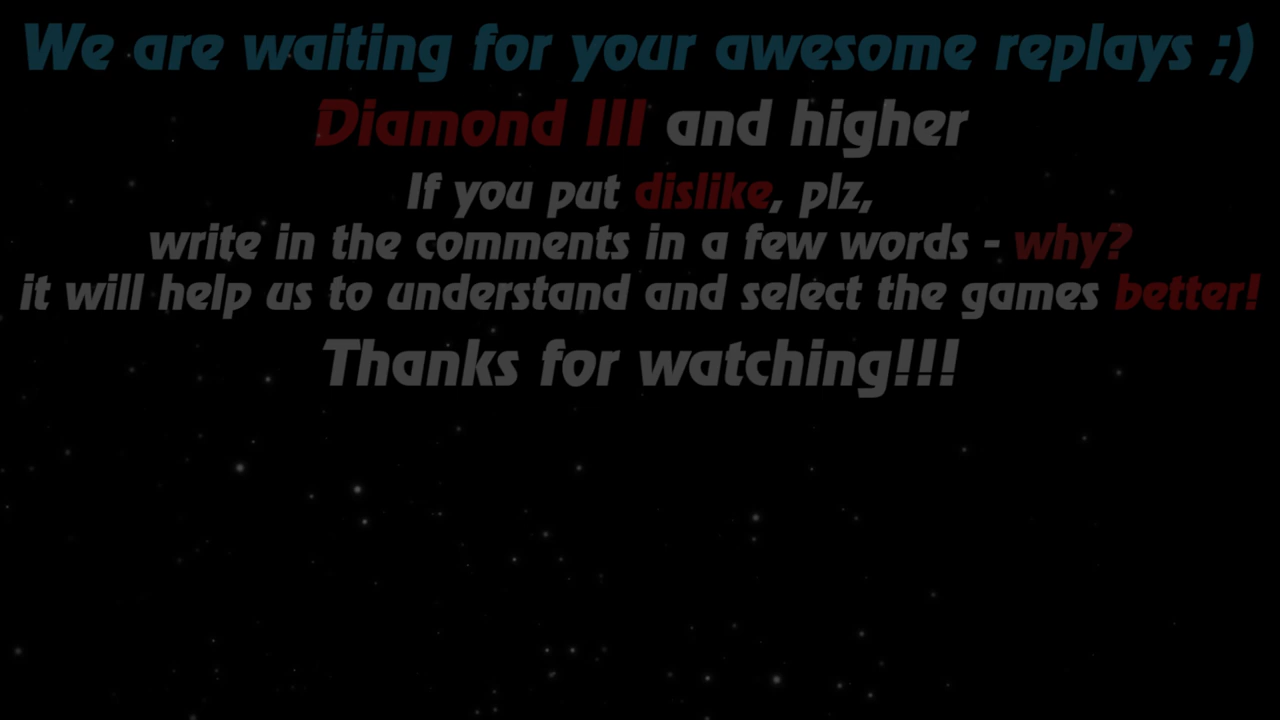 We are waiting for your awesome replays ;)
Diamond III and higher
If you put dislike, plz,
write in the comments in a few words - why?
it will help us to understand and select the games better!
Thanks for watching!!!